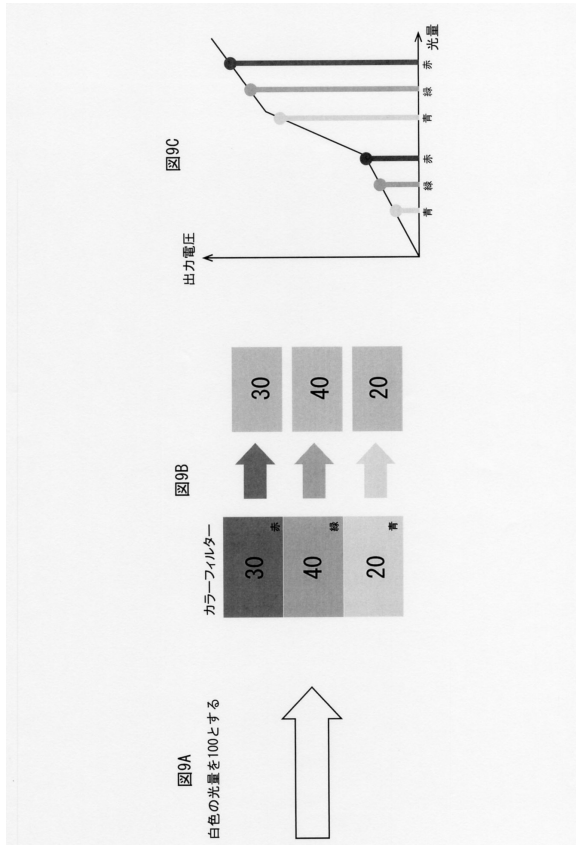 図9A
白色の光量を100とする
図9B
カラーフィルター
30
赤
40
緑
20
青
30
40
20
図9C
出力電圧
青
緑
赤
青
緑
赤
光量